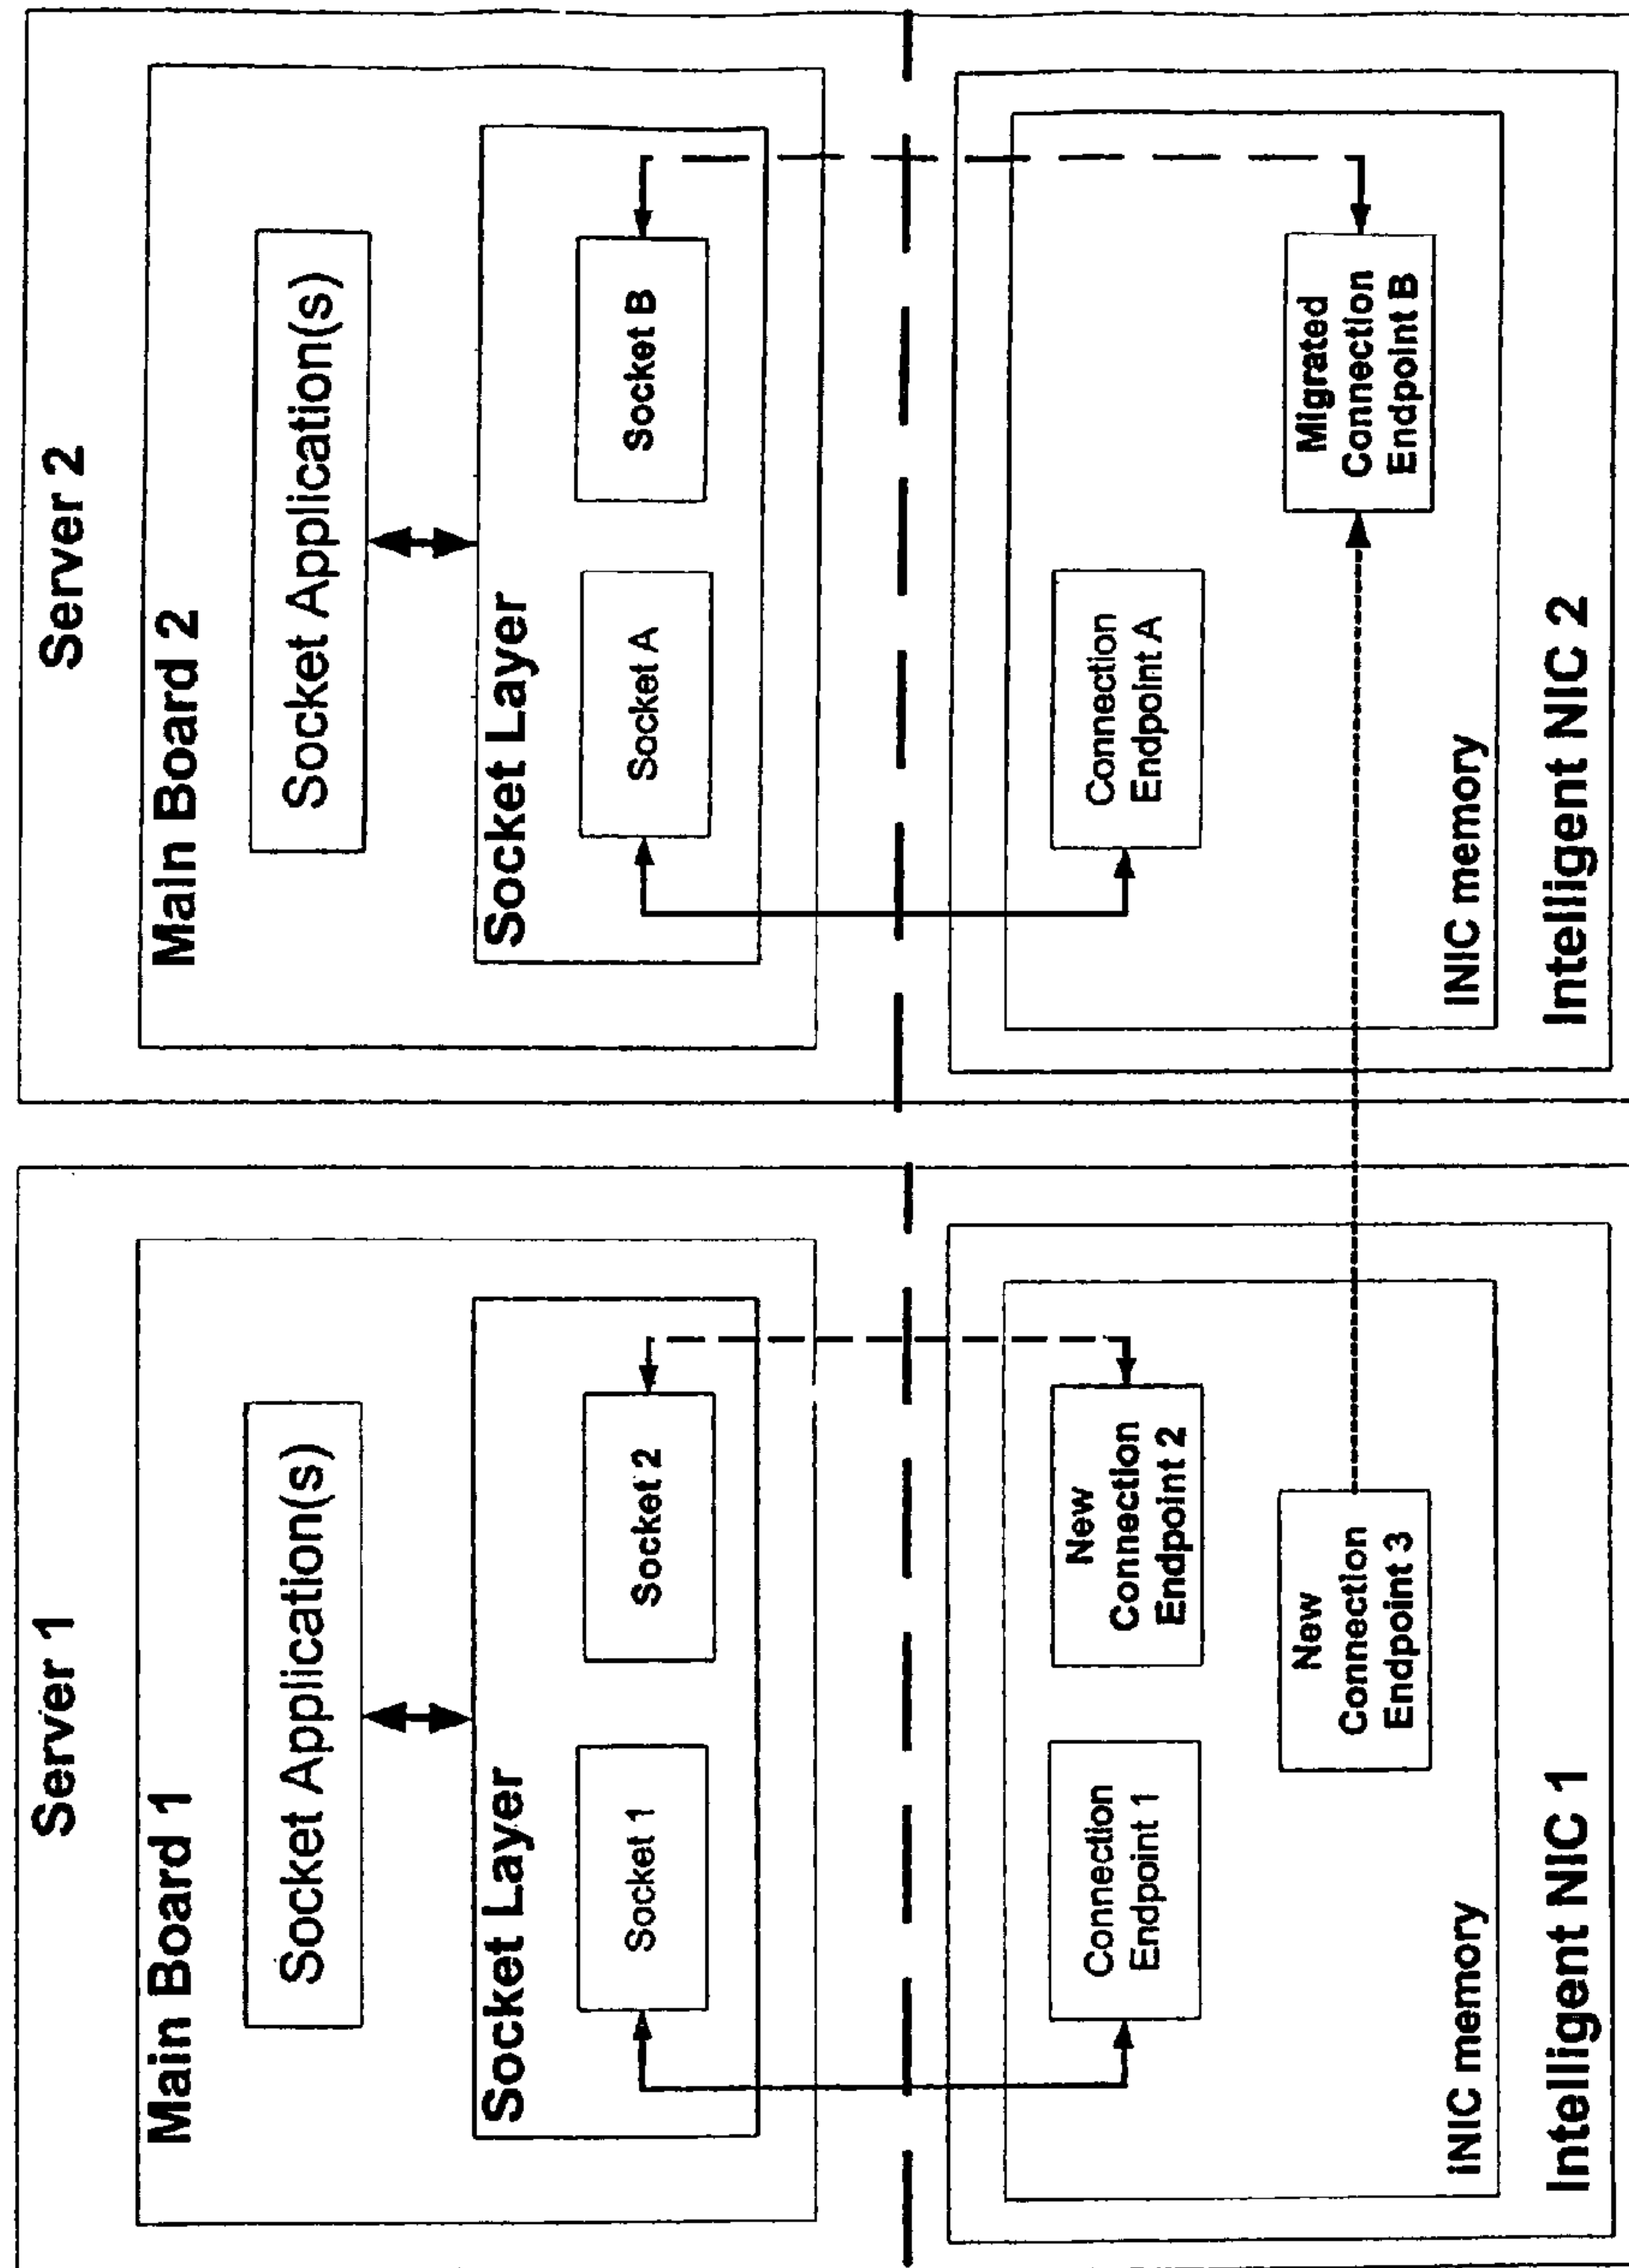 Server 1
Main Board 1
Socket Application(s)
Socket Layer
Socket 1
Socket 2
Connection
Endpoint 1
New
Connection
Endpoint 2
New
Connection
Endpoint 3
iNIC memory
Intelligent NIC 1
Server 2
Main Board 2
Socket Application(s)
Socket Layer
Socket A
Socket B
Connection
Endpoint A
Migrated
Connection
Endpoint B
iNIC memory
Intelligent NIC 2